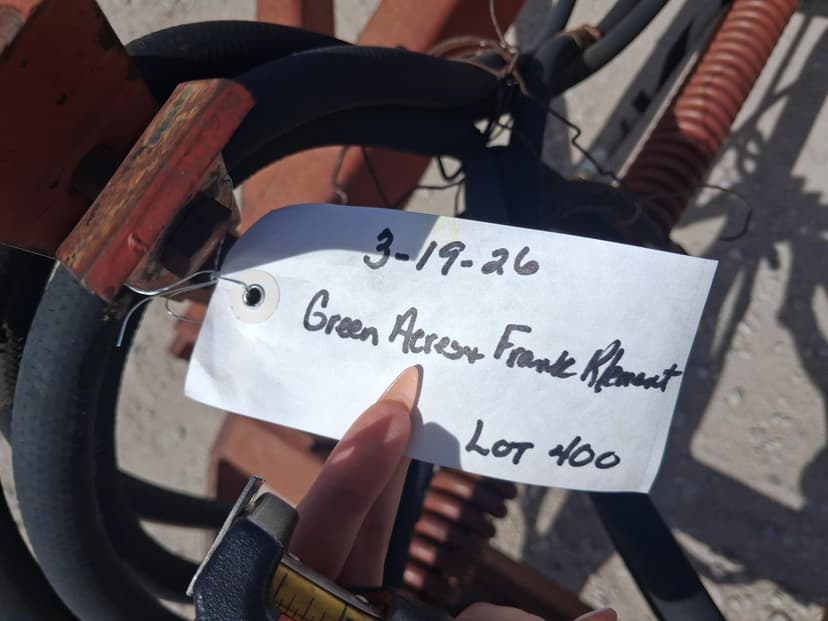 3-19-26
Green Acres + Frank Klement
Lot 400